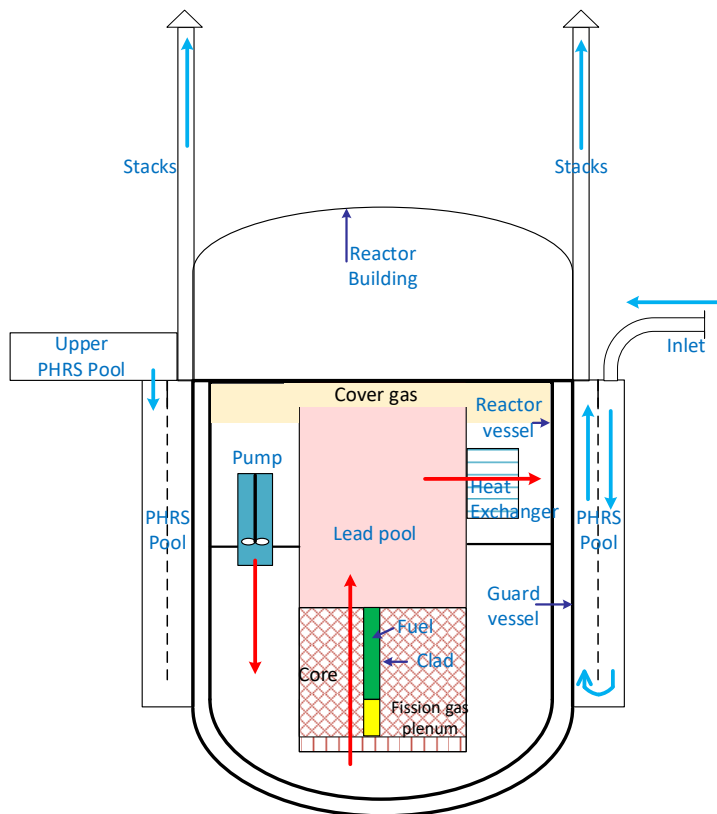 Stacks
Stacks
Reactor
Building
Upper
PHRS Pool
Inlet
Cover gas
Reactor
vessel
Pump
Heat
Exchanger
PHRS
Pool
Lead pool
PHRS
Pool
Guard
vessel
Fuel
Clad
Core
Fission gas
plenum